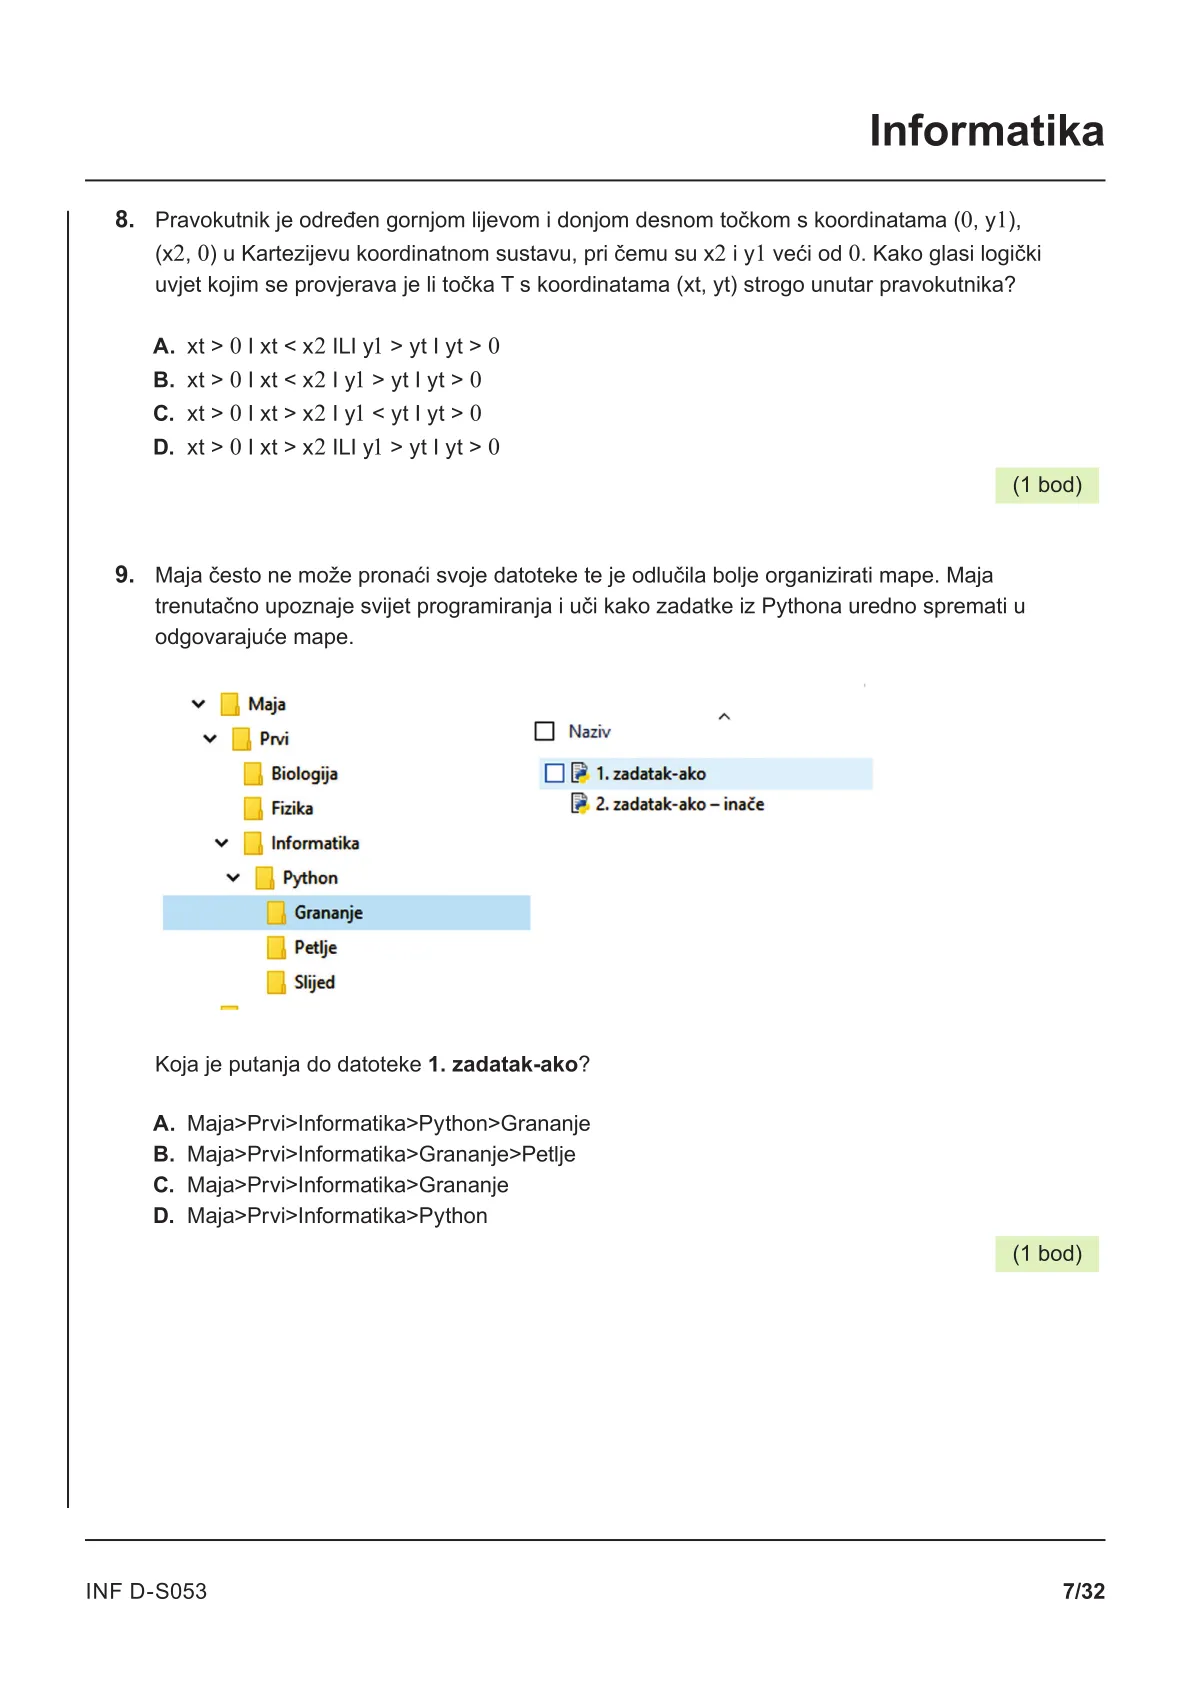 Informatika
8. Pravokutnik je određen gornjom lijevom i donjom desnom točkom s koordinatama (0, y1),
(x2, 0) u Kartezijevu koordinatnom sustavu, pri čemu su x2 i y1 veći od 0. Kako glasi logički
uvjet kojim se provjerava je li točka T s koordinatama (xt, yt) strogo unutar pravokutnika?
A. xt > 0 I xt < x2 ILI y1 > yt I yt > 0
B. xt > 0 I xt < x2 I y1 > yt I yt > 0
C. xt > 0 I xt > x2 I y1 < yt I yt > 0
D. xt > 0 I xt > x2 ILI y1 > yt I yt > 0
(1 bod)
9. Maja često ne može pronaći svoje datoteke te je odlučila bolje organizirati mape. Maja
trenutačno upoznaje svijet programiranja i uči kako zadatke iz Pythona uredno spremati u
odgovarajuće mape.
Maja
Prvi
Biologija
Fizika
Informatika
Python
Grananje
Petlje
Slijed
Naziv
1. zadatak-ako
2. zadatak-ako – inače
Koja je putanja do datoteke 1. zadatak-ako?
A. Maja>Prvi>Informatika>Python>Grananje
B. Maja>Prvi>Informatika>Grananje>Petlje
C. Maja>Prvi>Informatika>Grananje
D. Maja>Prvi>Informatika>Python
(1 bod)
INF D-S053
7/32